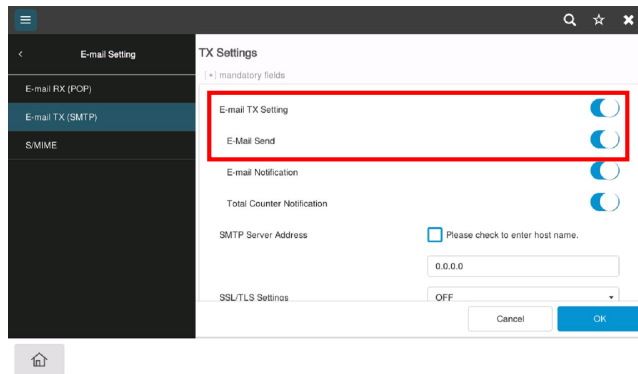 E-mail Setting
E-mail RX (POP)
E-mail TX (SMTP)
S/MIME
TX Settings
[+] mandatory fields
E-mail TX Setting
E-Mail Send
E-mail Notification
Total Counter Notification
SMTP Server Address
Please check to enter host name.
0.0.0.0
SSL/TLS Settings
OFF
Cancel
OK